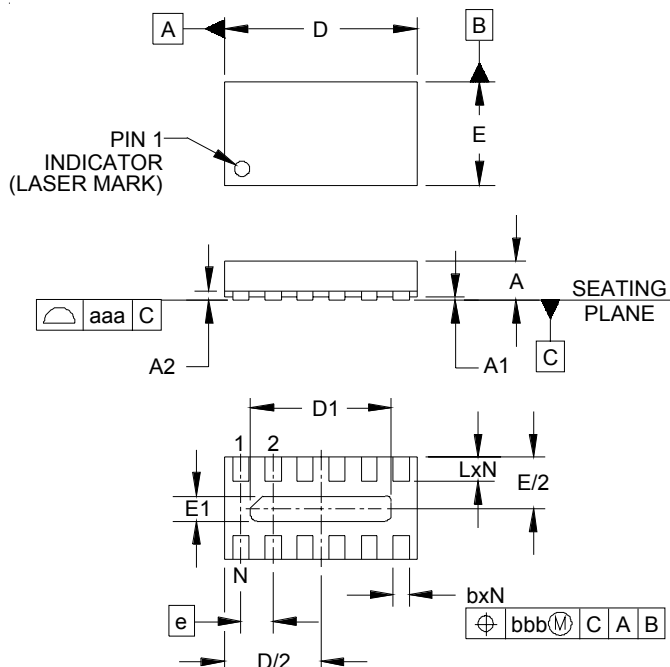 A
D
B
E
PIN 1
INDICATOR
(LASER MARK)
A
SEATING
PLANE
aaa C
A2
A1
C
D1
1 2
LxN
E/2
E1
N
bxN
e
bbb Ⓜ C A B
D/2